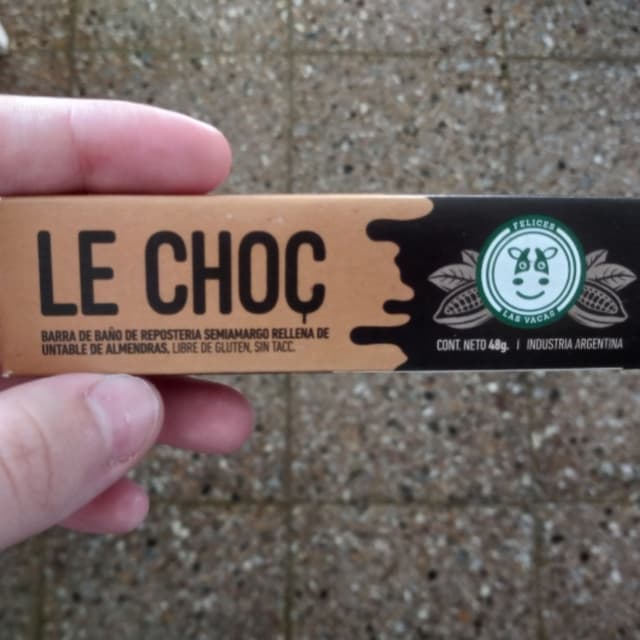 LE CHOÇ
BARRA DE BAÑO DE REPOSTERIA SEMIAMARGO RELLENA DE
UNTABLE DE ALMENDRAS, LIBRE DE GLUTEN, SIN TACC.
FELICES
LAS VACAS
CONT. NETO 48g. | INDUSTRIA ARGENTINA